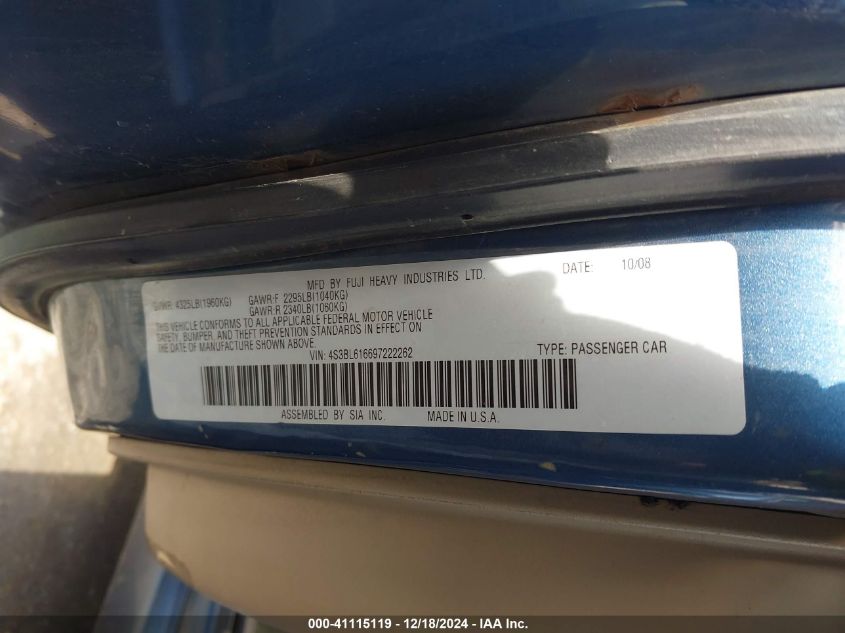 MFD BY FUJI HEAVY INDUSTRIES LTD. DATE: 10/08
GVWR: 4325LB(1960KG) GAWR:F 2295LB(1040KG)
GAWR:R 2340LB(1060KG)
THIS VEHICLE CONFORMS TO ALL APPLICABLE FEDERAL MOTOR VEHICLE
SAFETY, BUMPER, AND THEFT PREVENTION STANDARDS IN EFFECT ON
THE DATE OF MANUFACTURE SHOWN ABOVE.
VIN: 4S3BL616697222262 TYPE: PASSENGER CAR
ASSEMBLED BY SIA INC. MADE IN U.S.A.
000-41115119 - 12/18/2024 - IAA Inc.